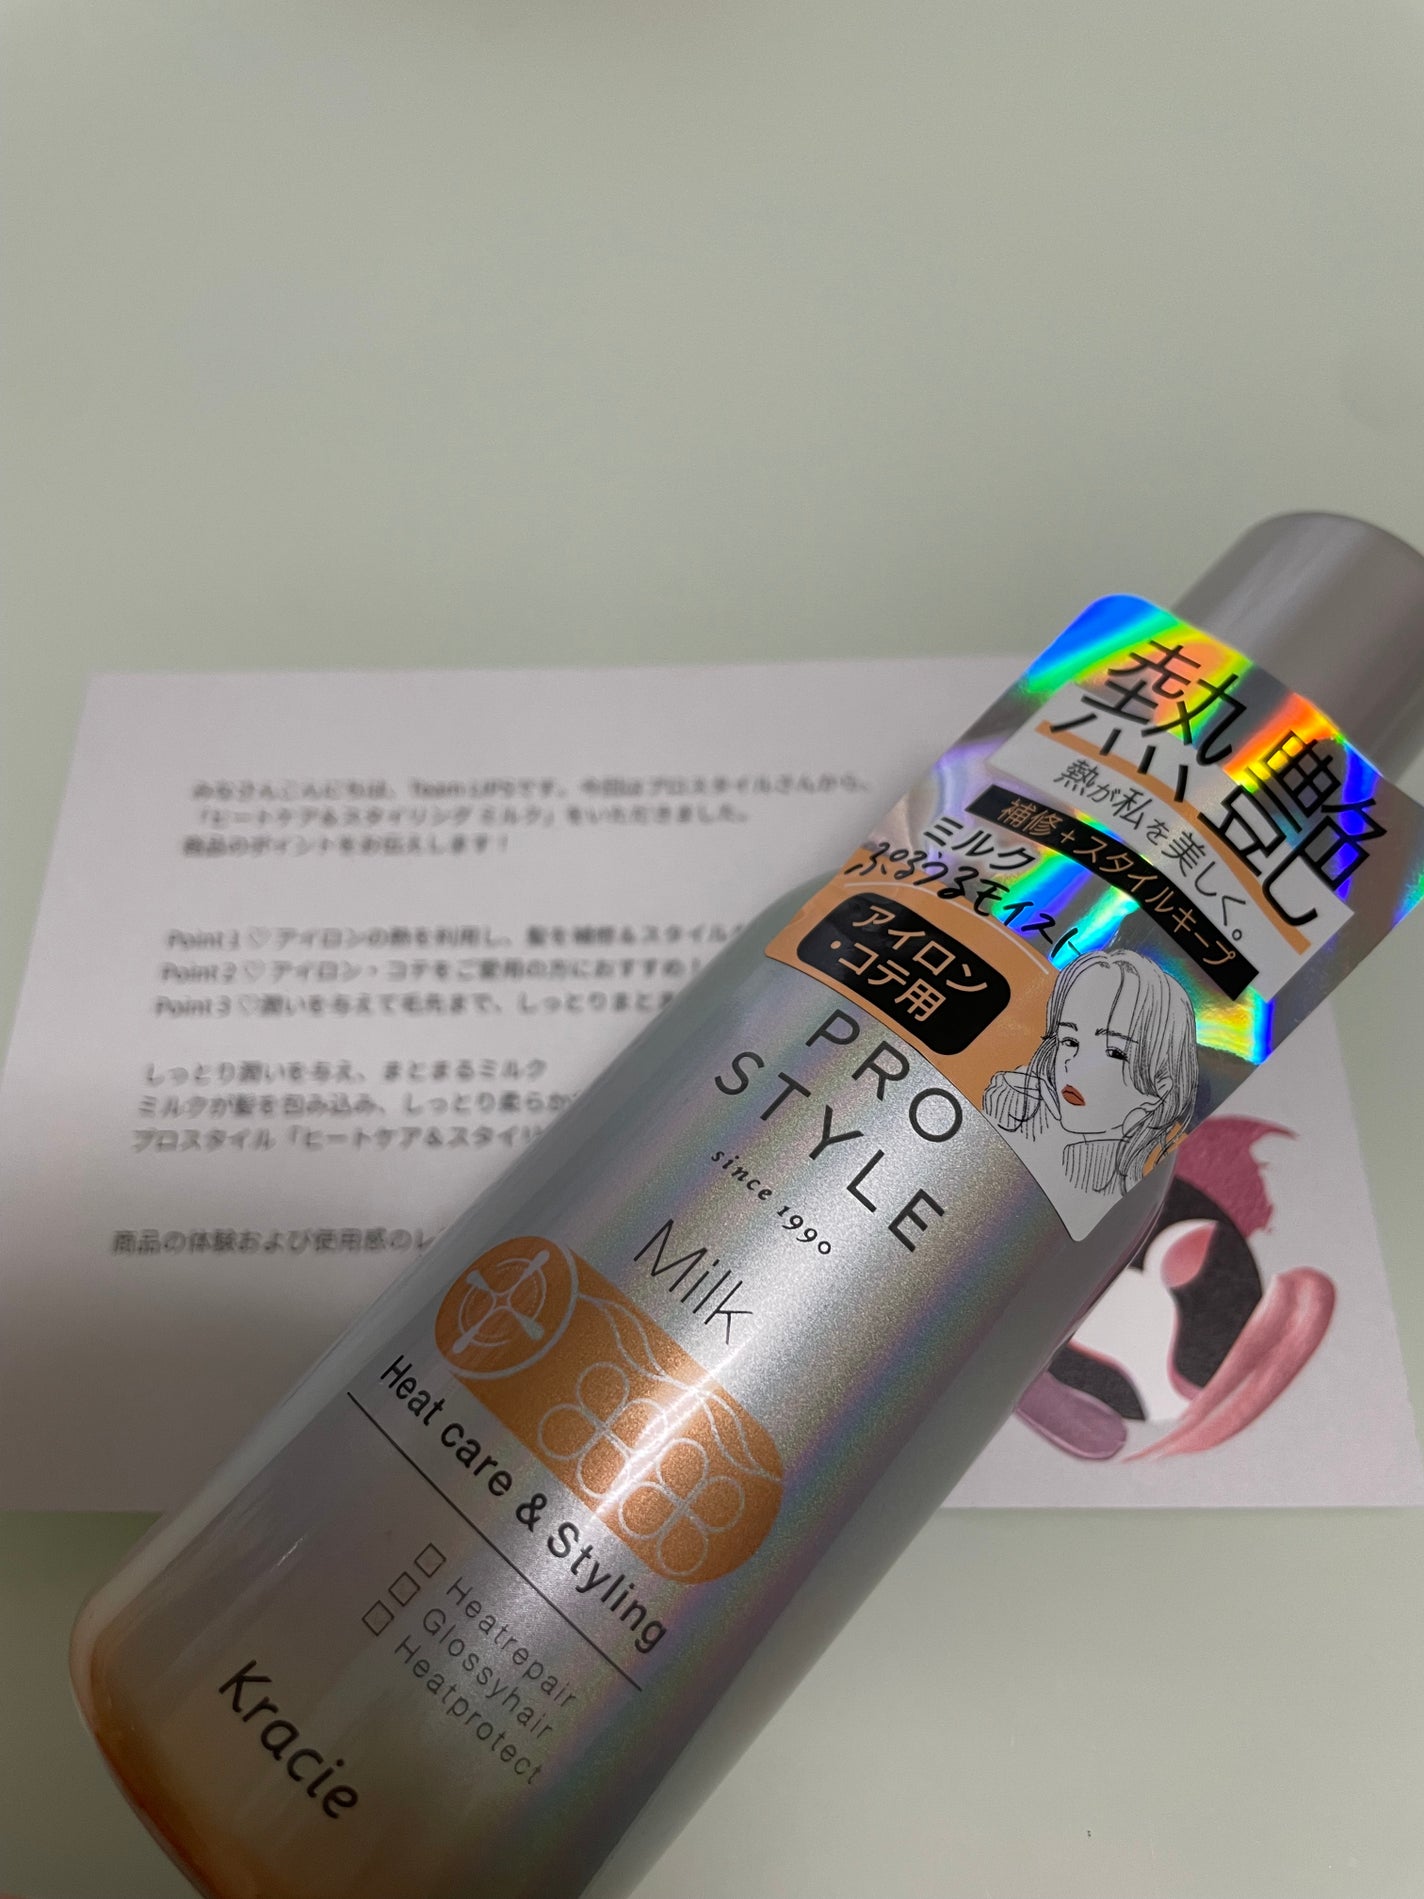 みなさんこんにちは、Team LIPSです。今回はプロスタイルさんから、
「ヒートケア＆スタイリング ミルク」をいただきました。
商品のポイントをお伝えします！
Point 1 ♡ アイロンの熱を利用し、髪を補修＆スタイル
Point 2 ♡ アイロン・コテをご愛用の方におすすめ！
Point 3 ♡潤いを与えて毛先まで、しっとりまとま
しっとり潤いを与え、まとまるミルク
ミルクが髪を包み込み、しっとり柔らか
プロスタイル「ヒートケア＆スタイリ
商品の体験および使用感のレ
熱艶
熱が私を美しく。
補修＋スタイルキープ
ミルク
ぷるつるモイスト
アイロン
・コテ用
PRO
STYLE
since 1990
Milk
Heat care & Styling
□ Heatrepair
□ Glossyhair
□ Heatprotect
Kracie